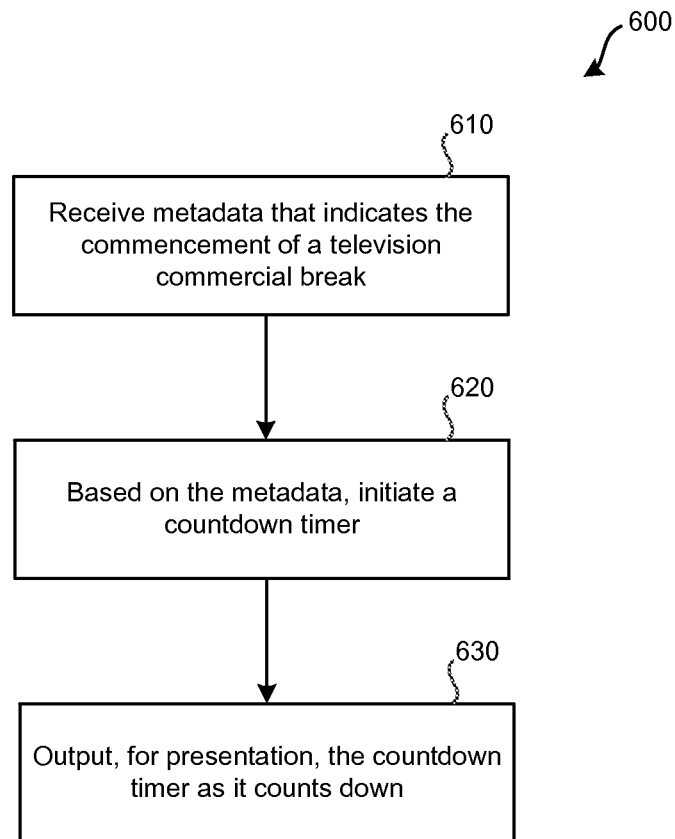 600
610
Receive metadata that indicates the
commencement of a television
commercial break
620
Based on the metadata, initiate a
countdown timer
630
Output, for presentation, the countdown
timer as it counts down